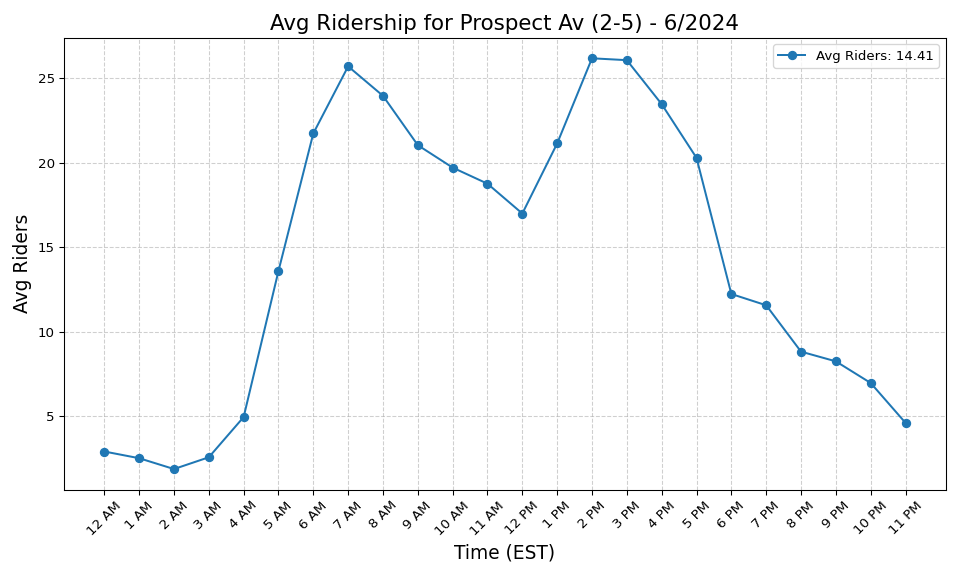 Avg Ridership for Prospect Av (2-5) - 6/2024
Avg Riders: 14.41
Avg Riders
25
20
15
10
5
12 AM
1 AM
2 AM
3 AM
4 AM
5 AM
6 AM
7 AM
8 AM
9 AM
10 AM
11 AM
12 PM
1 PM
2 PM
3 PM
4 PM
5 PM
6 PM
7 PM
8 PM
9 PM
10 PM
11 PM
Time (EST)